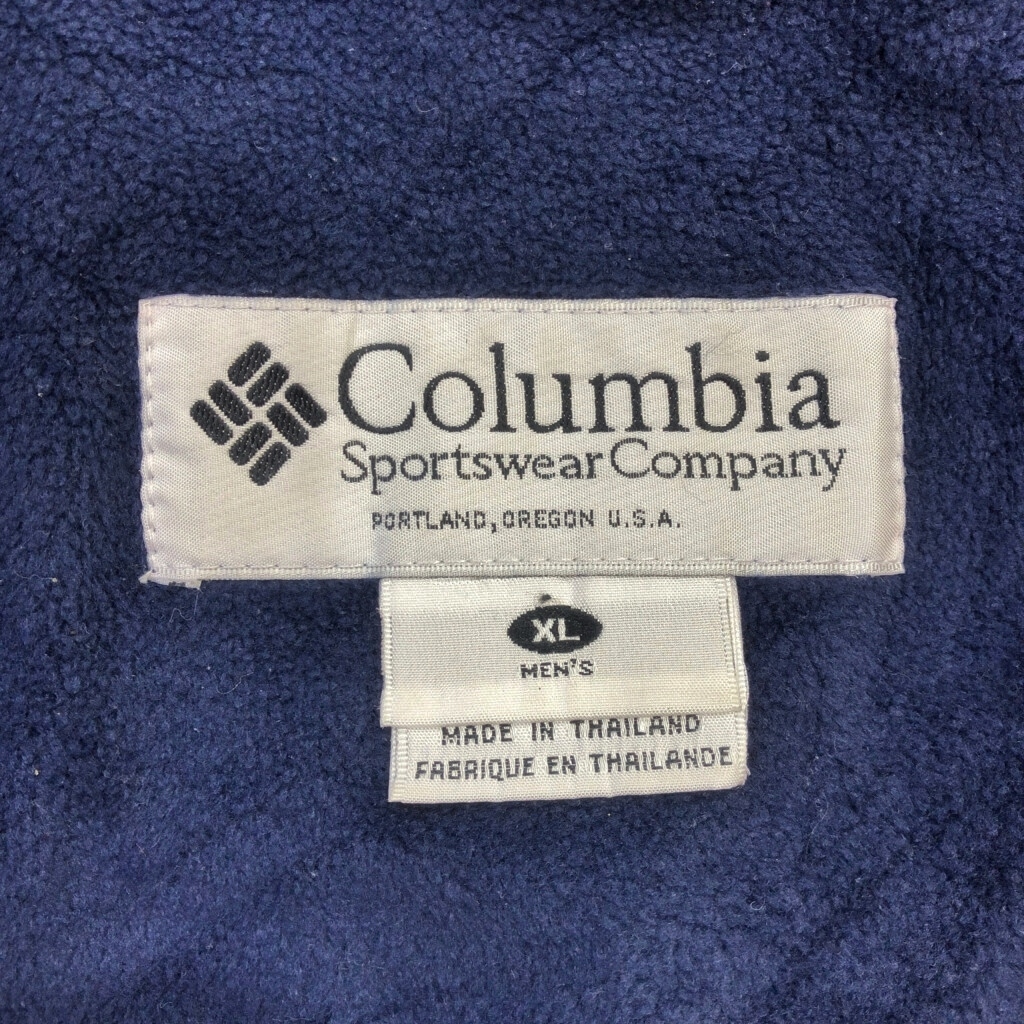 Columbia
Sportswear Company
PORTLAND, OREGON U.S.A.
XL
MEN'S
MADE IN THAILAND
FABRIQUE EN THAILANDE